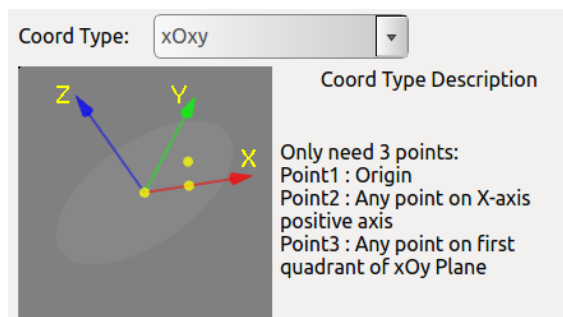 Coord Type: xOxy
Coord Type Description
Z
Y
X
Only need 3 points:
Point1 : Origin
Point2 : Any point on X-axis
positive axis
Point3 : Any point on first
quadrant of xOy Plane